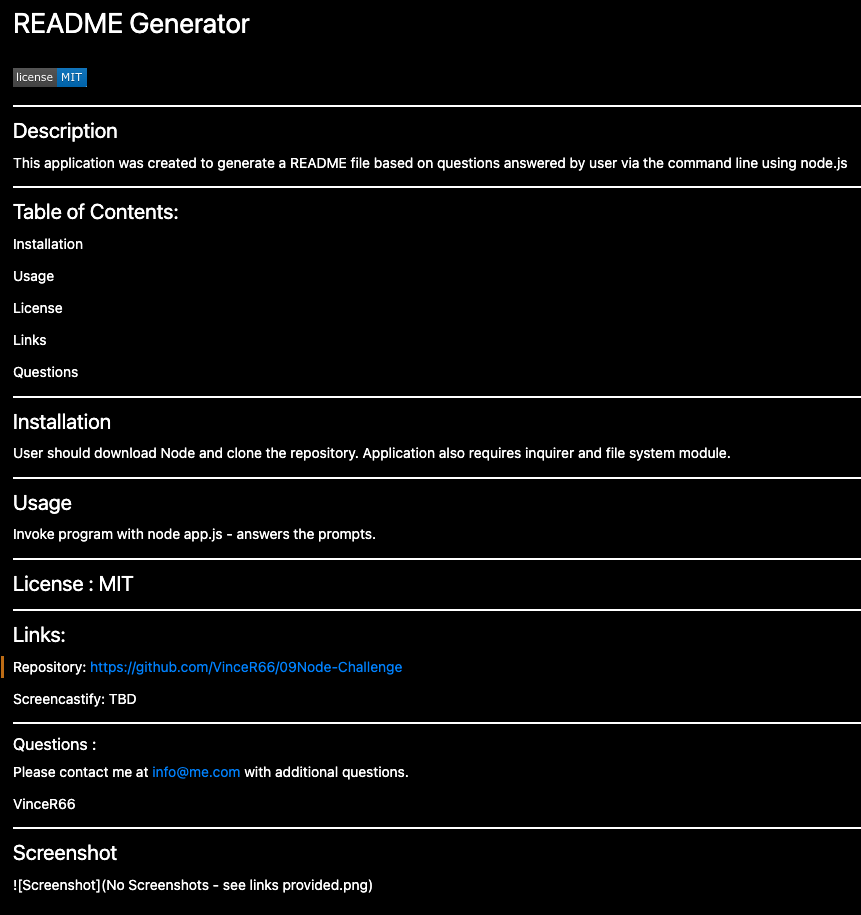 README Generator
license MIT
Description
This application was created to generate a README file based on questions answered by user via the command line using node.js
Table of Contents:
Installation
Usage
License
Links
Questions
Installation
User should download Node and clone the repository. Application also requires inquirer and file system module.
Usage
Invoke program with node app.js - answers the prompts.
License : MIT
Links:
Repository: https://github.com/VinceR66/09Node-Challenge
Screencastify: TBD
Questions :
Please contact me at info@me.com with additional questions.
VinceR66
Screenshot
![Screenshot](No Screenshots - see links provided.png)